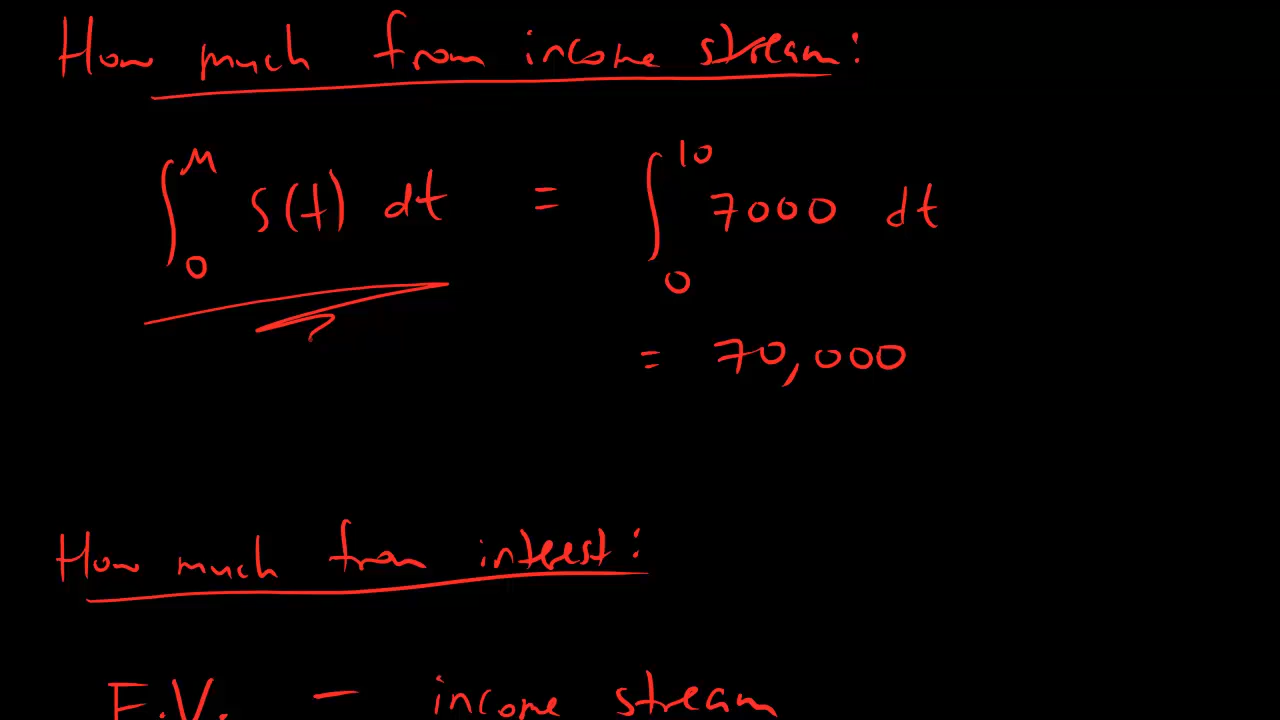 How much from income stream:
∫₀ᴹ S(t) dt = ∫₀¹⁰ 7000 dt
= 70,000
How much from interest:
F.V. — income stream